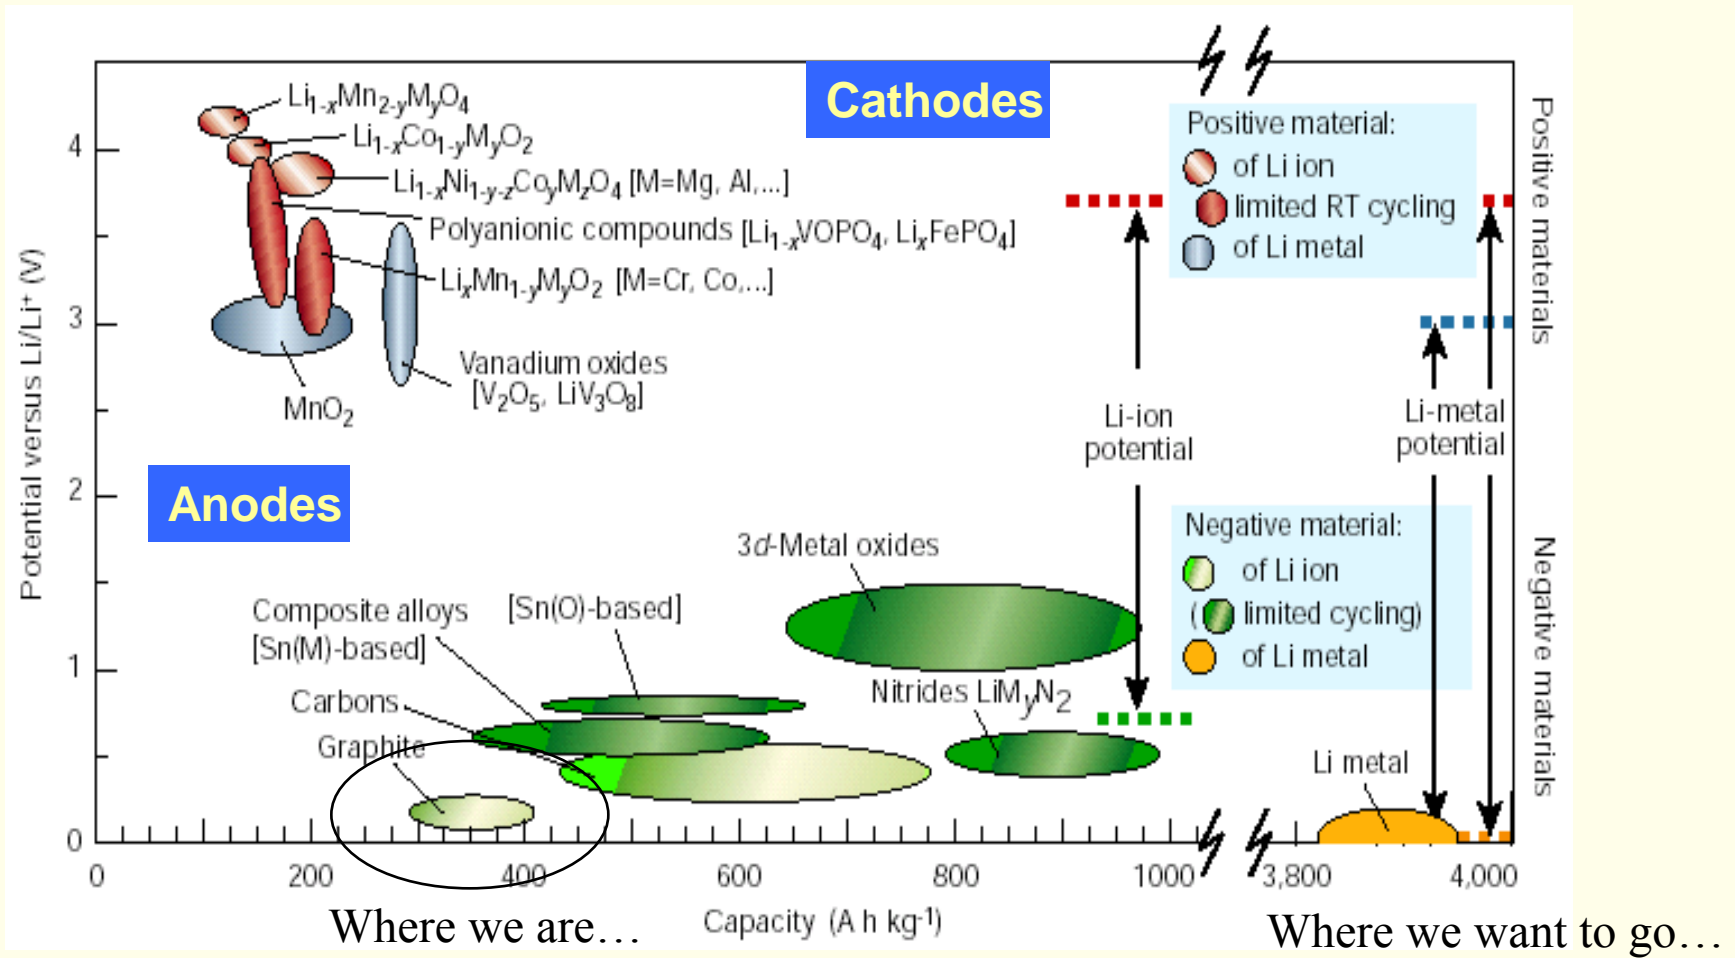 Cathodes
Li1-xMn2-yMyO4
Li1-xCo1-yMyO2
Li1-xNi1-y-zCoyMzO4 [M=Mg, Al,...]
Polyanionic compounds [Li1-xVOPO4, LixFePO4]
LixMn1-yMyO2 [M=Cr, Co,...]
Vanadium oxides
[V2O5, LiV3O8]
MnO2
Positive material:
of Li ion
limited RT cycling
of Li metal
Positive materials
Li-ion
potential
Li-metal
potential
Anodes
3d-Metal oxides
Composite alloys
[Sn(M)-based]
[Sn(O)-based]
Carbons
Graphite
Nitrides LiMyN2
Negative material:
of Li ion
(limited cycling)
of Li metal
Li metal
Negative materials
Potential versus Li/Li+ (V)
4
3
2
1
0
0 200 400 600 800 1000 3,800 4,000
Capacity (A h kg-1)
Where we are…
Where we want to go…